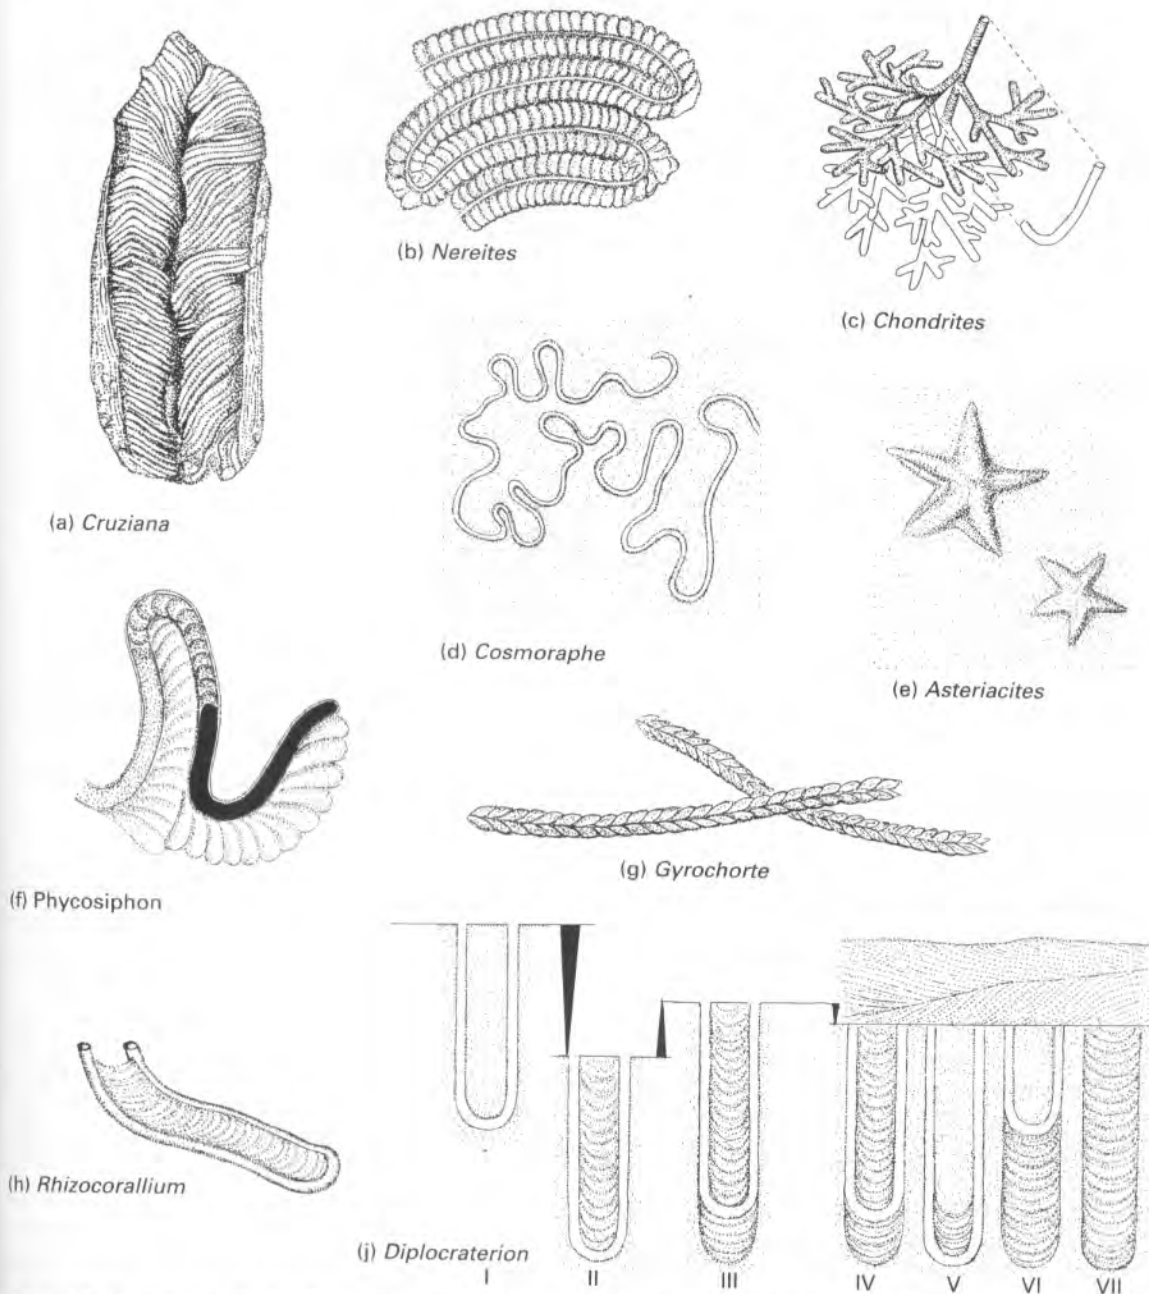 (b) Nereites
(c) Chondrites
(a) Cruziana
(d) Cosmoraphe
(e) Asteriacites
(g) Gyrochorte
(f) Phycosiphon
(h) Rhizocorallium
(j) Diplocraterion
I II III IV V VI VII